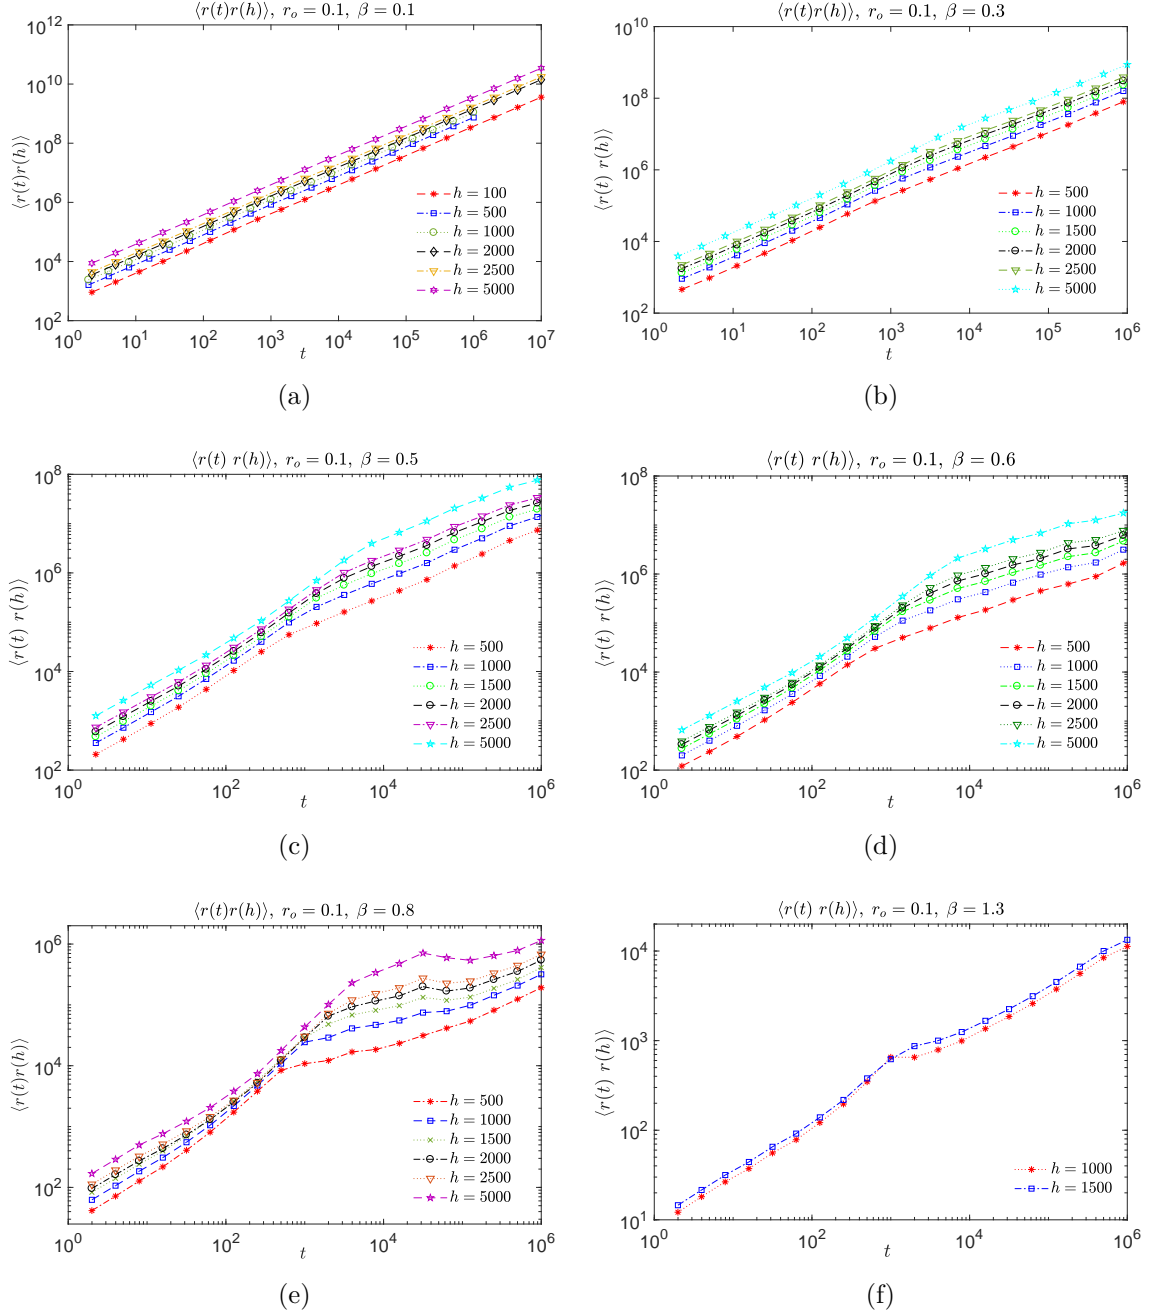 ⟨r(t)r(h)⟩, r_o = 0.1, β = 0.1
⟨r(t)r(h)⟩
10^12
10^10
10^8
10^6
10^4
10^2
h = 100
h = 500
h = 1000
h = 2000
h = 2500
h = 5000
10^0 10^1 10^2 10^3 10^4 10^5 10^6 10^7
t
(a)
⟨r(t)r(h)⟩, r_o = 0.1, β = 0.3
⟨r(t) r(h)⟩
10^10
10^8
10^6
10^4
10^2
h = 500
h = 1000
h = 1500
h = 2000
h = 2500
h = 5000
10^0 10^1 10^2 10^3 10^4 10^5 10^6
t
(b)
⟨r(t) r(h)⟩, r_o = 0.1, β = 0.5
⟨r(t) r(h)⟩
10^8
10^6
10^4
10^2
h = 500
h = 1000
h = 1500
h = 2000
h = 2500
h = 5000
10^0 10^2 10^4 10^6
t
(c)
⟨r(t) r(h)⟩, r_o = 0.1, β = 0.6
⟨r(t) r(h)⟩
10^8
10^6
10^4
10^2
h = 500
h = 1000
h = 1500
h = 2000
h = 2500
h = 5000
10^0 10^2 10^4 10^6
t
(d)
⟨r(t)r(h)⟩, r_o = 0.1, β = 0.8
⟨r(t)r(h)⟩
10^6
10^4
10^2
h = 500
h = 1000
h = 1500
h = 2000
h = 2500
h = 5000
10^0 10^2 10^4 10^6
t
(e)
⟨r(t) r(h)⟩, r_o = 0.1, β = 1.3
⟨r(t) r(h)⟩
10^4
10^3
10^2
10^1
h = 1000
h = 1500
10^0 10^2 10^4 10^6
t
(f)